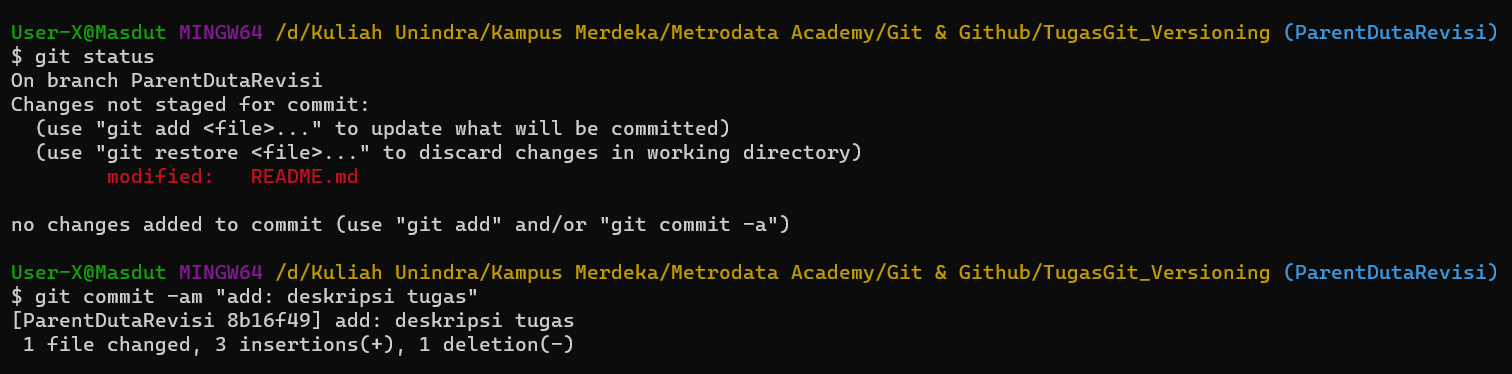 User-X@Masdut MINGW64 /d/Kuliah Unindra/Kampus Merdeka/Metrodata Academy/Git & Github/TugasGit_Versioning (ParentDutaRevisi)
$ git status
On branch ParentDutaRevisi
Changes not staged for commit:
  (use "git add <file>..." to update what will be committed)
  (use "git restore <file>..." to discard changes in working directory)
        modified:   README.md

no changes added to commit (use "git add" and/or "git commit -a")

User-X@Masdut MINGW64 /d/Kuliah Unindra/Kampus Merdeka/Metrodata Academy/Git & Github/TugasGit_Versioning (ParentDutaRevisi)
$ git commit -am "add: deskripsi tugas"
[ParentDutaRevisi 8b16f49] add: deskripsi tugas
 1 file changed, 3 insertions(+), 1 deletion(-)